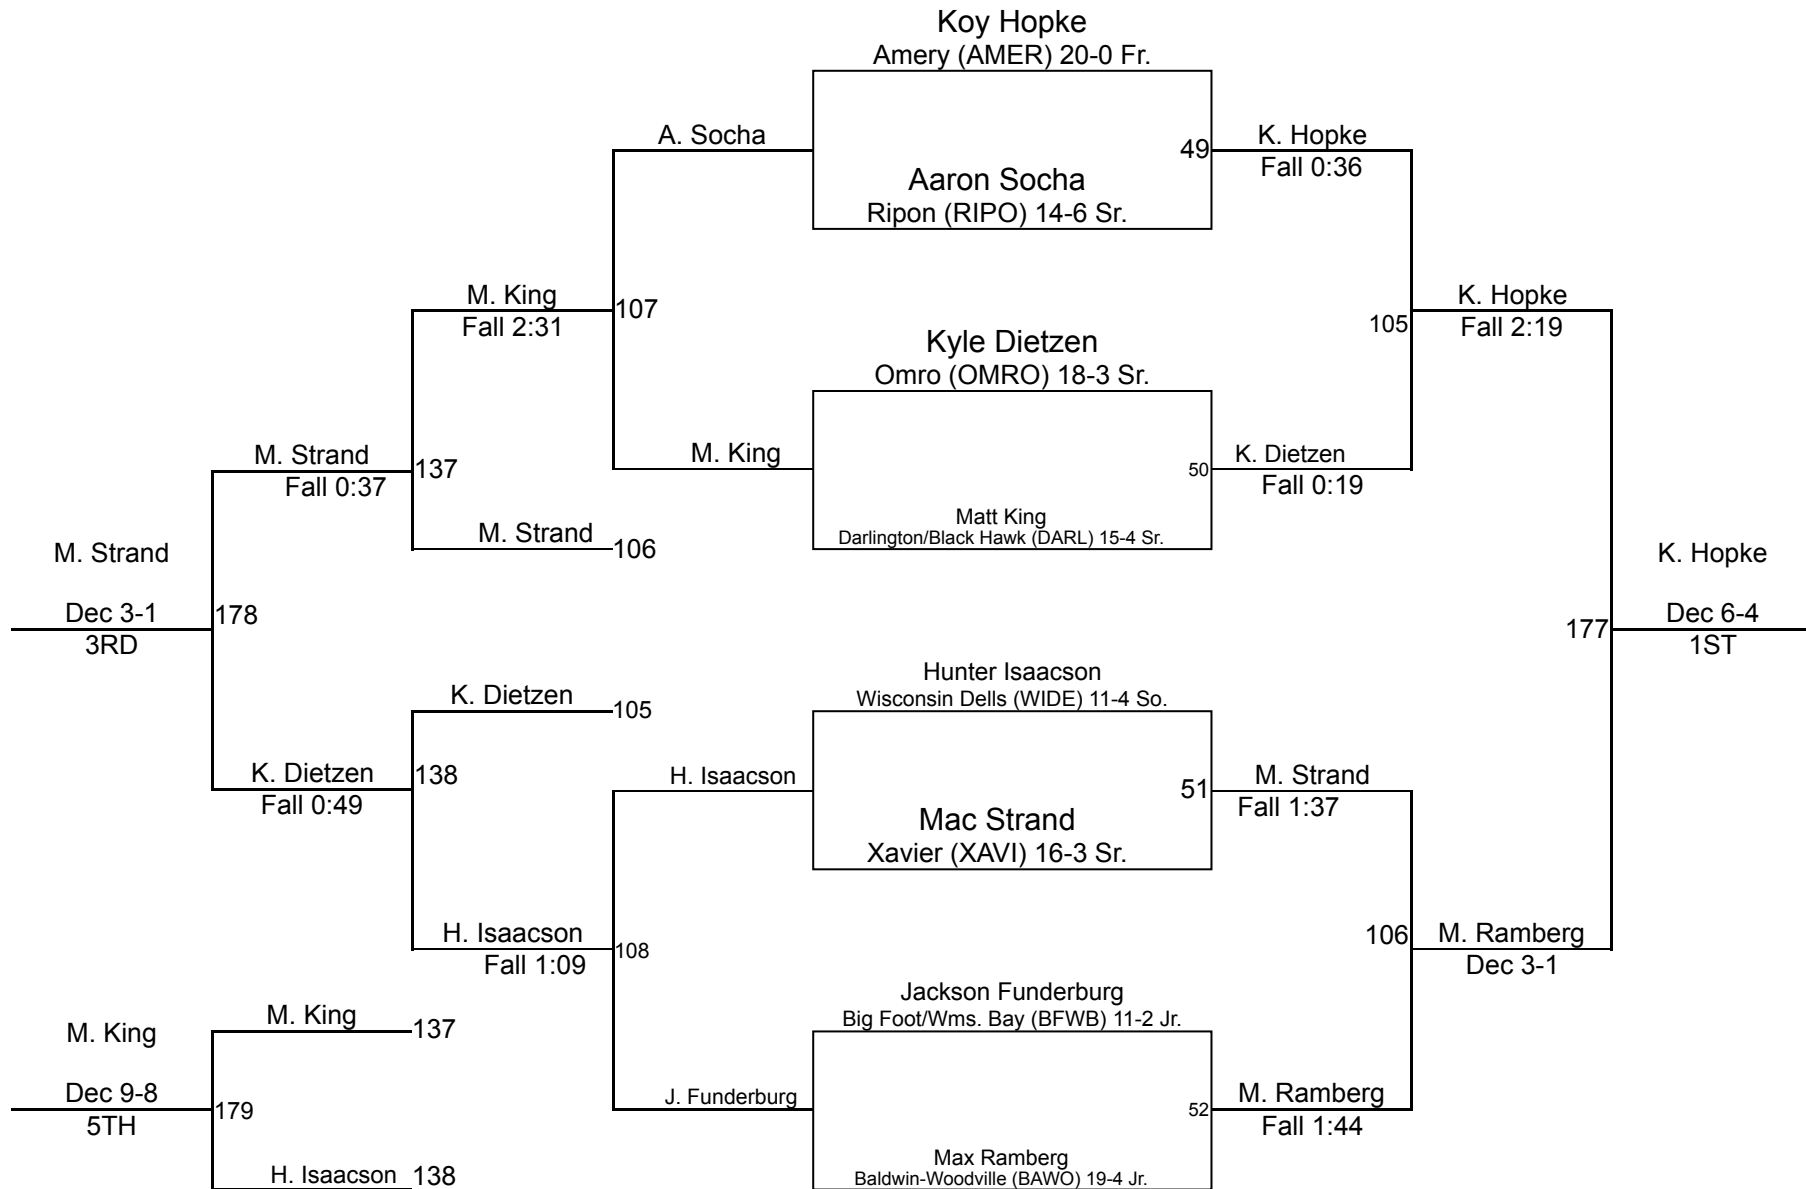 Koy Hopke
Amery (AMER) 20-0 Fr.
A. Socha
49
K. Hopke
Fall 0:36
Aaron Socha
Ripon (RIPO) 14-6 Sr.
M. King
Fall 2:31
107
105
K. Hopke
Fall 2:19
Kyle Dietzen
Omro (OMRO) 18-3 Sr.
M. Strand
Fall 0:37
137
M. King
50
K. Dietzen
Fall 0:19
Matt King
Darlington/Black Hawk (DARL) 15-4 Sr.
M. Strand
106
M. Strand
Dec 3-1
3RD
178
K. Hopke
177
Dec 6-4
1ST
Hunter Isaacson
Wisconsin Dells (WIDE) 11-4 So.
K. Dietzen
105
K. Dietzen
Fall 0:49
138
H. Isaacson
51
M. Strand
Fall 1:37
Mac Strand
Xavier (XAVI) 16-3 Sr.
H. Isaacson
Fall 1:09
108
106
M. Ramberg
Dec 3-1
Jackson Funderburg
Big Foot/Wms. Bay (BFWB) 11-2 Jr.
M. King
137
M. King
Dec 9-8
5TH
179
J. Funderburg
52
M. Ramberg
Fall 1:44
Max Ramberg
Baldwin-Woodville (BAWO) 19-4 Jr.
H. Isaacson
138